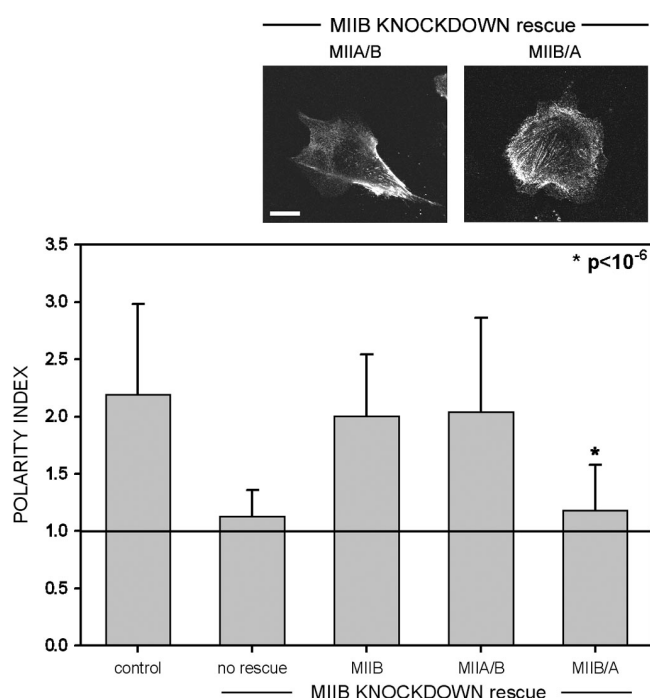 MIIB KNOCKDOWN rescue
MIIA/B MIIB/A
* p<10⁻⁶
POLARITY INDEX
3.5
3.0
2.5
2.0
1.5
1.0
0.5
0.0
*
control no rescue MIIB MIIA/B MIIB/A
MIIB KNOCKDOWN rescue